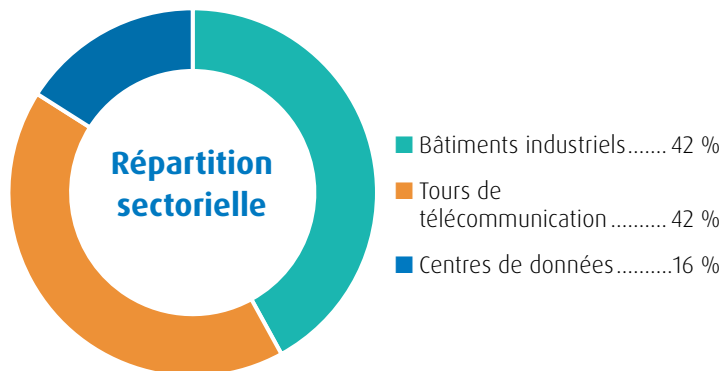 Répartition
sectorielle
Bâtiments industriels....... 42 %
Tours de
télécommunication.......... 42 %
Centres de données..........16 %